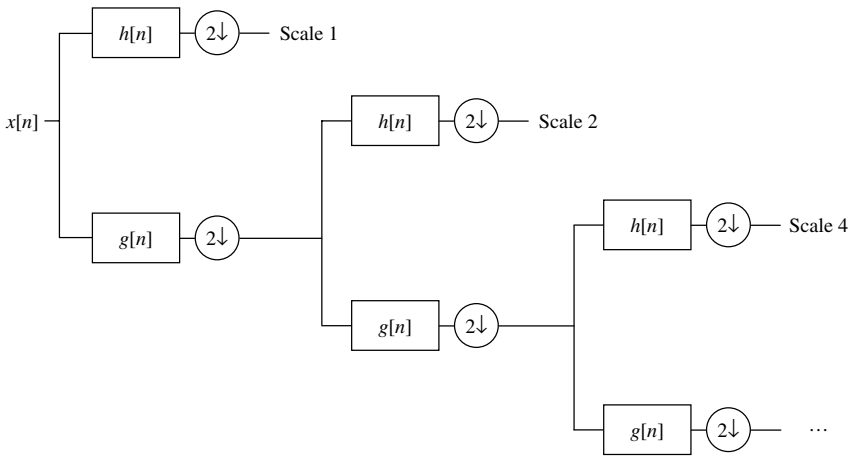 h[n] 2↓ Scale 1
x[n] h[n] 2↓ Scale 2
g[n] 2↓ h[n] 2↓ Scale 4
g[n] 2↓
g[n] 2↓ ...